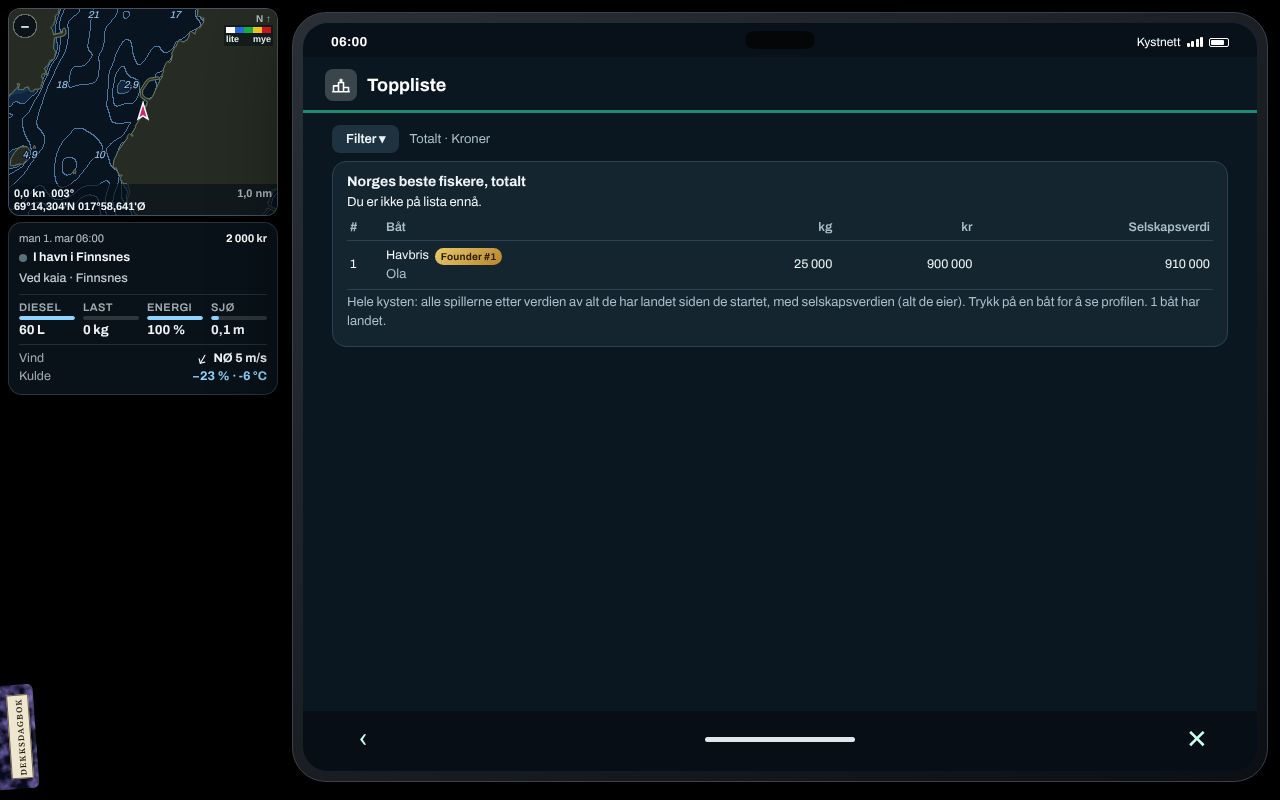 21
17
N ↑
lite mye
18
2,9
4,9
10
0,0 kn 003°
1,0 nm
69°14,304'N 017°58,641'Ø
man 1. mar 06:00
2 000 kr
I havn i Finnsnes
Ved kaia · Finnsnes
DIESEL LAST ENERGI SJØ
60 L 0 kg 100 % 0,1 m
Vind ↙ NØ 5 m/s
Kulde −23 % · -6 °C
DEKKSDAGBOK
06:00
Kystnett
Toppliste
Filter ▾ Totalt · Kroner
Norges beste fiskere, totalt
Du er ikke på lista ennå.
# Båt kg kr Selskapsverdi
1 Havbris Founder #1 25 000 900 000 910 000
Ola
Hele kysten: alle spillerne etter verdien av alt de har landet siden de startet, med selskapsverdien (alt de eier). Trykk på en båt for å se profilen. 1 båt har
landet.